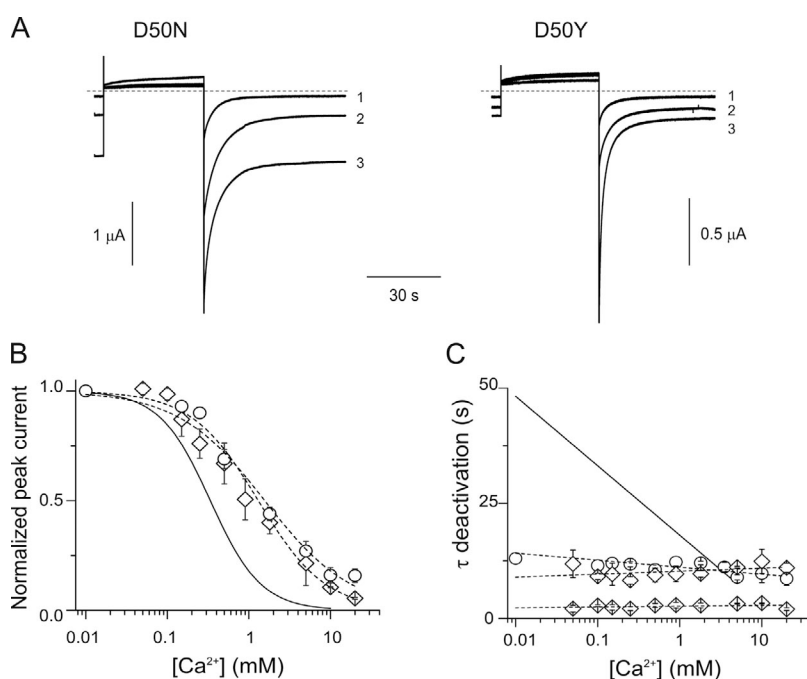 A
D50N
D50Y
1
2
3
1
2
3
1 μA
0.5 μA
30 s
B
C
Normalized peak current
1.0
0.5
0.0
0.01
0.1
1
10
[Ca²⁺] (mM)
τ deactivation (s)
50
25
0
0.01
0.1
1
10
[Ca²⁺] (mM)